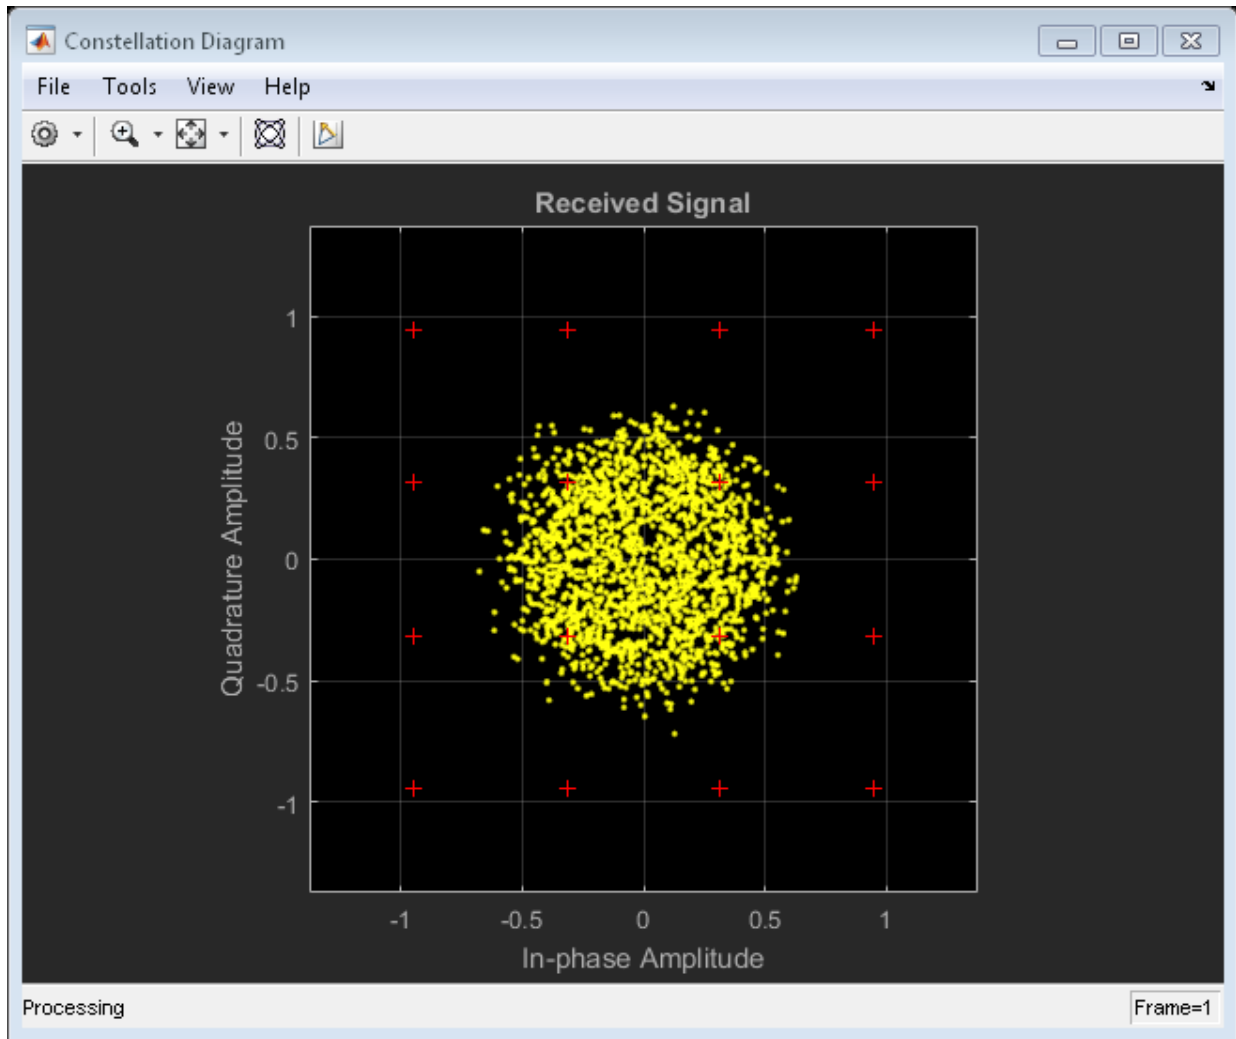 Constellation Diagram
File Tools View Help
Received Signal
Quadrature Amplitude
1
0.5
0
-0.5
-1
-1 -0.5 0 0.5 1
In-phase Amplitude
Processing Frame=1